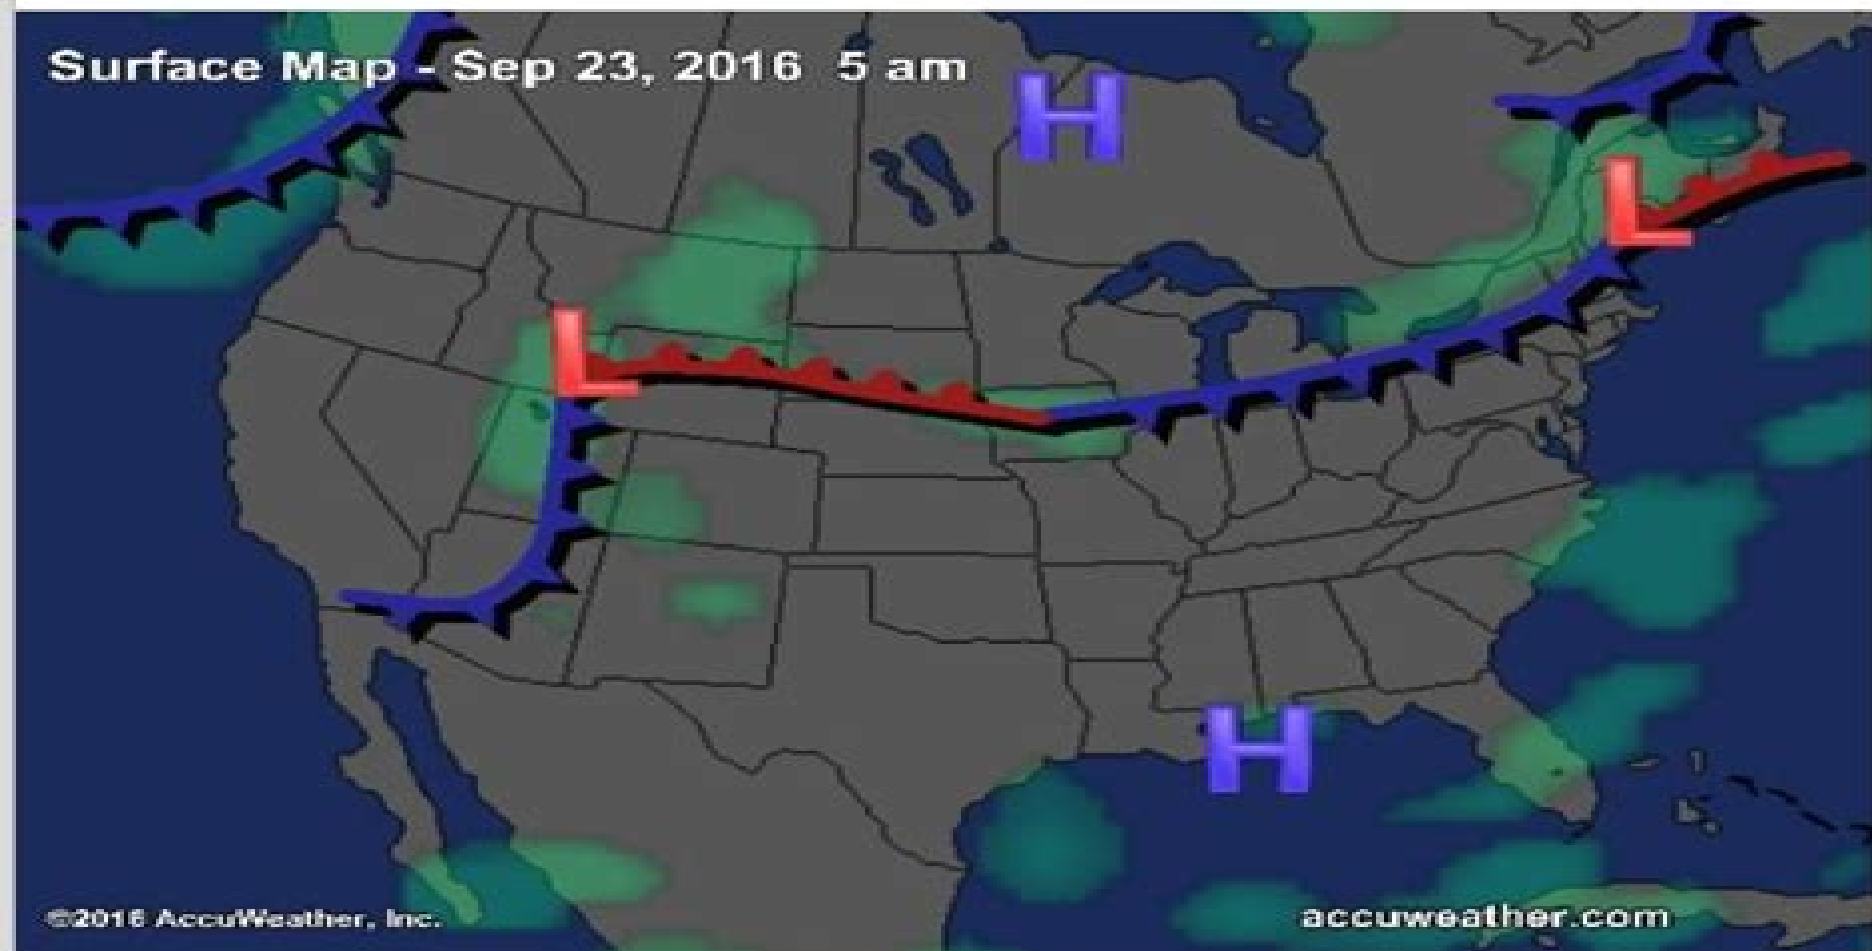 Surface Map - Sep 23, 2016 5 am
H
L
L
H
©2016 AccuWeather, Inc.
accuweather.com